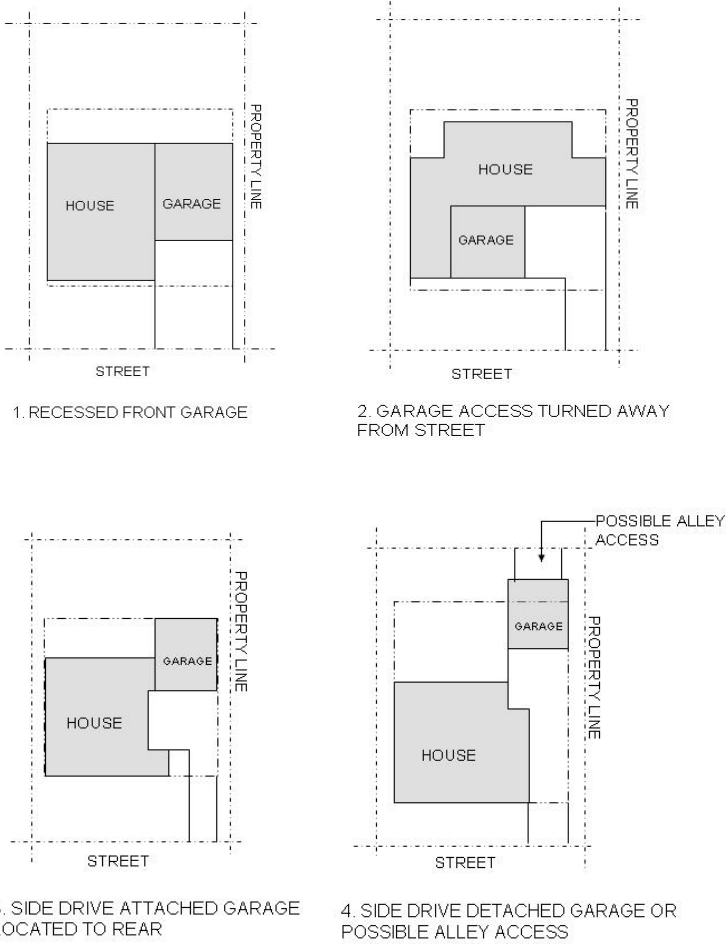 PROPERTY LINE
HOUSE
GARAGE
STREET
1. RECESSED FRONT GARAGE
PROPERTY LINE
HOUSE
GARAGE
STREET
2. GARAGE ACCESS TURNED AWAY
FROM STREET
PROPERTY LINE
GARAGE
HOUSE
STREET
. SIDE DRIVE ATTACHED GARAGE
OCATED TO REAR
POSSIBLE ALLEY
ACCESS
GARAGE
PROPERTY LINE
HOUSE
STREET
4. SIDE DRIVE DETACHED GARAGE OR
POSSIBLE ALLEY ACCESS